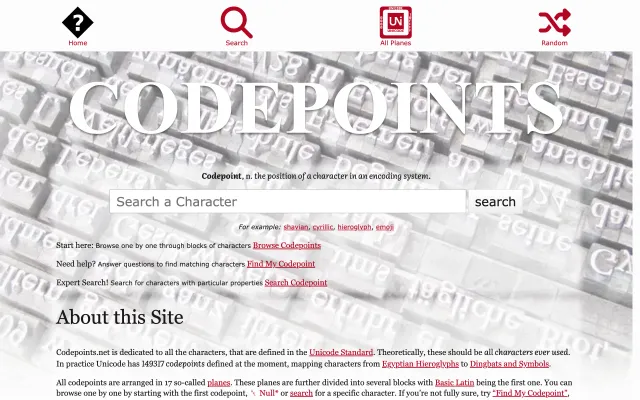 Home
Search
All Planes
Random
CODEPOINTS
Codepoint, n. the position of a character in an encoding system.
Search a Character
search
For example: shavian, cyrillic, hieroglyph, emoji
Start here: Browse one by one through blocks of characters Browse Codepoints
Need help? Answer questions to find matching characters Find My Codepoint
Expert Search! Search for characters with particular properties Search Codepoint
About this Site
Codepoints.net is dedicated to all the characters, that are defined in the Unicode Standard. Theoretically, these should be all characters ever used.
In practice Unicode has 149317 codepoints defined at the moment, mapping characters from Egyptian Hieroglyphs to Dingbats and Symbols.
All codepoints are arranged in 17 so-called planes. These planes are further divided into several blocks with Basic Latin being the first one. You can
browse one by one by starting with the first codepoint, Null* or search for a specific character. If you're not fully sure, try “Find My Codepoint”,